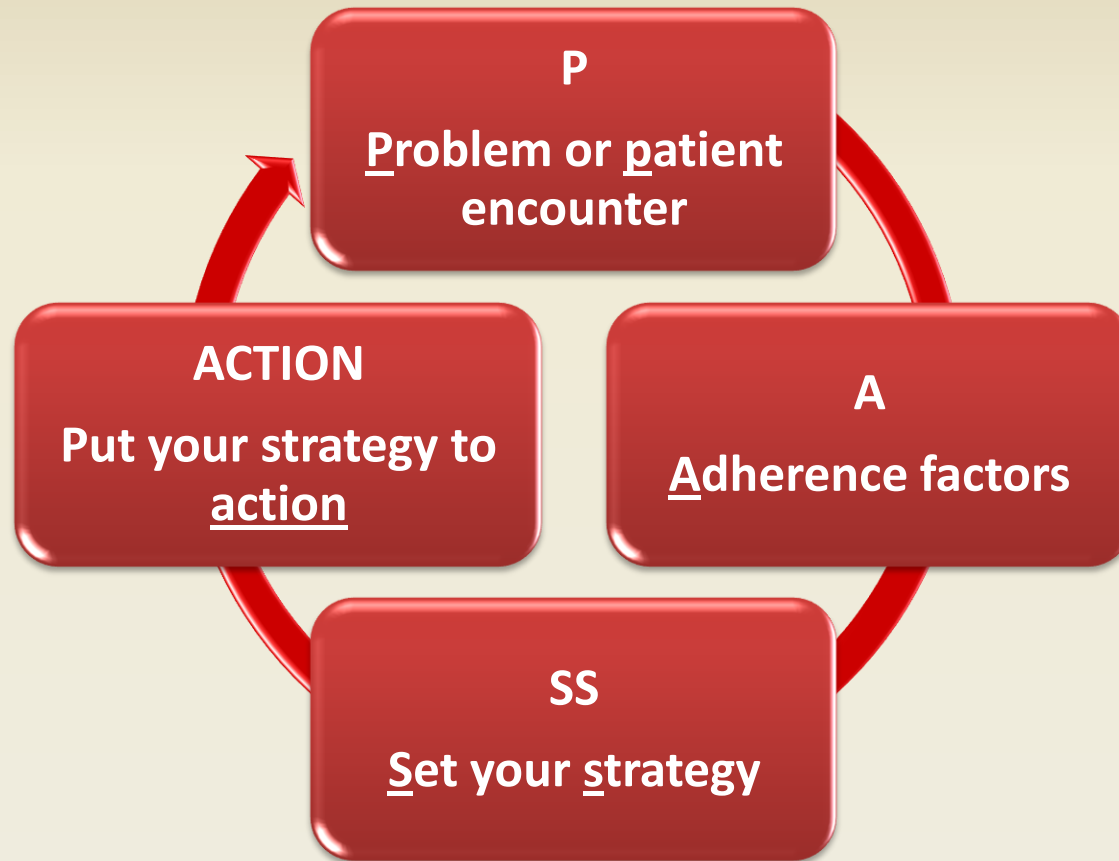 P
Problem or patient
encounter
A
Adherence factors
SS
Set your strategy
ACTION
Put your strategy to
action